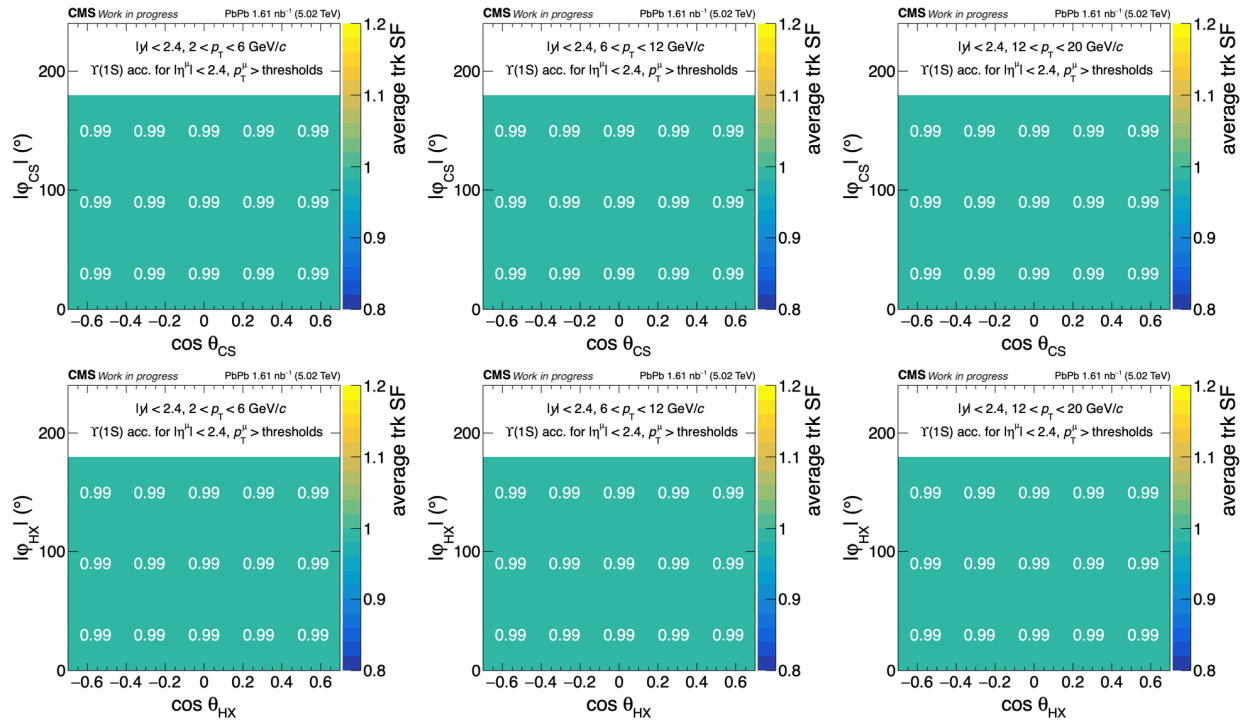 CMS Work in progress PbPb 1.61 nb⁻¹ (5.02 TeV)
|y| < 2.4, 2 < p_T < 6 GeV/c
ϒ(1S) acc. for |η^μ| < 2.4, p_T^μ > thresholds
200
100
0
|φ_CS| (°)
0.99 0.99 0.99 0.99 0.99
0.99 0.99 0.99 0.99 0.99
0.99 0.99 0.99 0.99 0.99
−0.6 −0.4 −0.2 0 0.2 0.4 0.6
cos θ_CS
1.2
1.1
1
0.9
0.8
average trk SF
CMS Work in progress PbPb 1.61 nb⁻¹ (5.02 TeV)
|y| < 2.4, 6 < p_T < 12 GeV/c
ϒ(1S) acc. for |η^μ| < 2.4, p_T^μ > thresholds
200
100
0
|φ_CS| (°)
0.99 0.99 0.99 0.99 0.99
0.99 0.99 0.99 0.99 0.99
0.99 0.99 0.99 0.99 0.99
−0.6 −0.4 −0.2 0 0.2 0.4 0.6
cos θ_CS
1.2
1.1
1
0.9
0.8
average trk SF
CMS Work in progress PbPb 1.61 nb⁻¹ (5.02 TeV)
|y| < 2.4, 12 < p_T < 20 GeV/c
ϒ(1S) acc. for |η^μ| < 2.4, p_T^μ > thresholds
200
100
0
|φ_CS| (°)
0.99 0.99 0.99 0.99 0.99
0.99 0.99 0.99 0.99 0.99
0.99 0.99 0.99 0.99 0.99
−0.6 −0.4 −0.2 0 0.2 0.4 0.6
cos θ_CS
1.2
1.1
1
0.9
0.8
average trk SF
CMS Work in progress PbPb 1.61 nb⁻¹ (5.02 TeV)
|y| < 2.4, 2 < p_T < 6 GeV/c
ϒ(1S) acc. for |η^μ| < 2.4, p_T^μ > thresholds
200
100
0
|φ_HX| (°)
0.99 0.99 0.99 0.99 0.99
0.99 0.99 0.99 0.99 0.99
0.99 0.99 0.99 0.99 0.99
−0.6 −0.4 −0.2 0 0.2 0.4 0.6
cos θ_HX
1.2
1.1
1
0.9
0.8
average trk SF
CMS Work in progress PbPb 1.61 nb⁻¹ (5.02 TeV)
|y| < 2.4, 6 < p_T < 12 GeV/c
ϒ(1S) acc. for |η^μ| < 2.4, p_T^μ > thresholds
200
100
0
|φ_HX| (°)
0.99 0.99 0.99 0.99 0.99
0.99 0.99 0.99 0.99 0.99
0.99 0.99 0.99 0.99 0.99
−0.6 −0.4 −0.2 0 0.2 0.4 0.6
cos θ_HX
1.2
1.1
1
0.9
0.8
average trk SF
CMS Work in progress PbPb 1.61 nb⁻¹ (5.02 TeV)
|y| < 2.4, 12 < p_T < 20 GeV/c
ϒ(1S) acc. for |η^μ| < 2.4, p_T^μ > thresholds
200
100
0
|φ_HX| (°)
0.99 0.99 0.99 0.99 0.99
0.99 0.99 0.99 0.99 0.99
0.99 0.99 0.99 0.99 0.99
−0.6 −0.4 −0.2 0 0.2 0.4 0.6
cos θ_HX
1.2
1.1
1
0.9
0.8
average trk SF